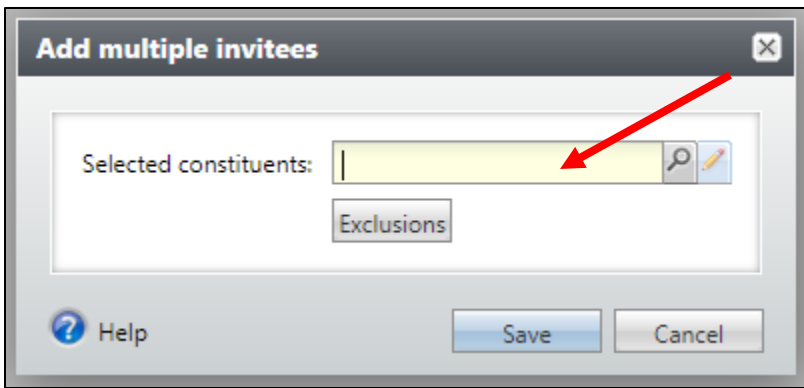 Add multiple invitees
Selected constituents:
Exclusions
Help
Save
Cancel